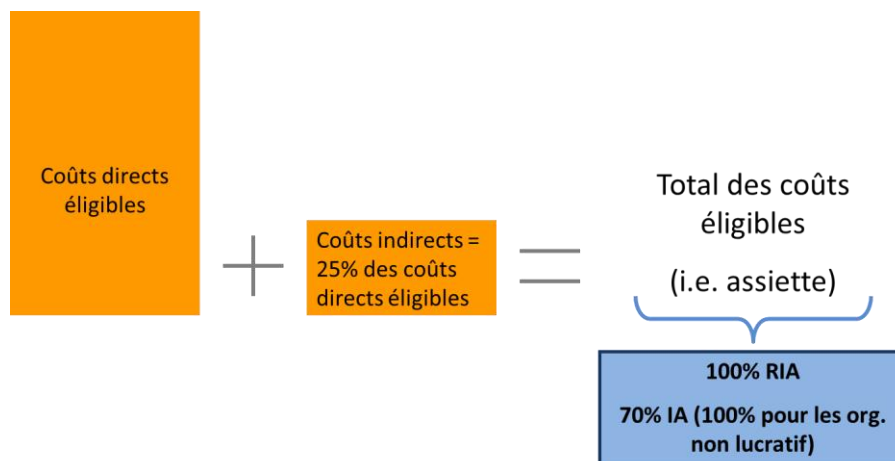 Coûts directs
éligibles
Coûts indirects =
25% des coûts
directs éligibles
Total des coûts
éligibles
(i.e. assiette)
100% RIA
70% IA (100% pour les org.
non lucratif)